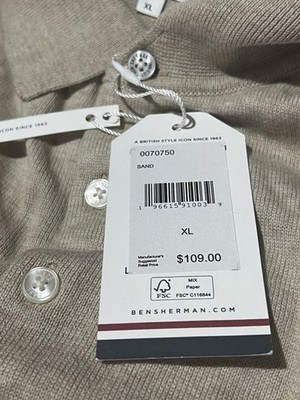 XL
A BRITISH STYLE ICON SINCE 1963
ICON SINCE 1963
0070750
SAND
1 96615 91003 9
XL
Manufacturer's
Suggested
Retail Price
$109.00
FSC
MIX
Paper
FSC® C116844
BENSHERMAN.COM